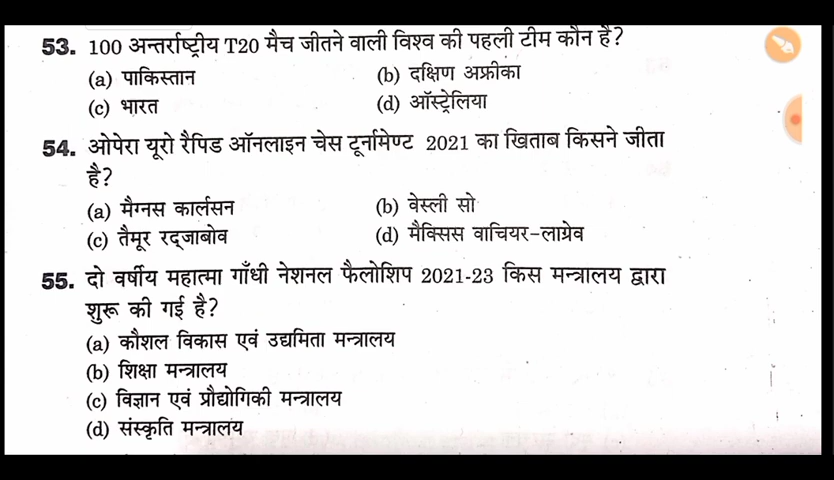 53. 100 अन्तर्राष्ट्रीय T20 मैच जीतने वाली विश्व की पहली टीम कौन है?
(a) पाकिस्तान (b) दक्षिण अफ्रीका
(c) भारत (d) ऑस्ट्रेलिया
54. ओपेरा यूरो रैपिड ऑनलाइन चेस टूर्नामेण्ट 2021 का खिताब किसने जीता
है?
(a) मैग्नस कार्लसन (b) वेस्ली सो
(c) तैमूर रद्जाबोव (d) मैक्सिस वाचियर-लाग्रेव
55. दो वर्षीय महात्मा गाँधी नेशनल फैलोशिप 2021-23 किस मन्त्रालय द्वारा
शुरू की गई है?
(a) कौशल विकास एवं उद्यमिता मन्त्रालय
(b) शिक्षा मन्त्रालय
(c) विज्ञान एवं प्रौद्योगिकी मन्त्रालय
(d) संस्कृति मन्त्रालय